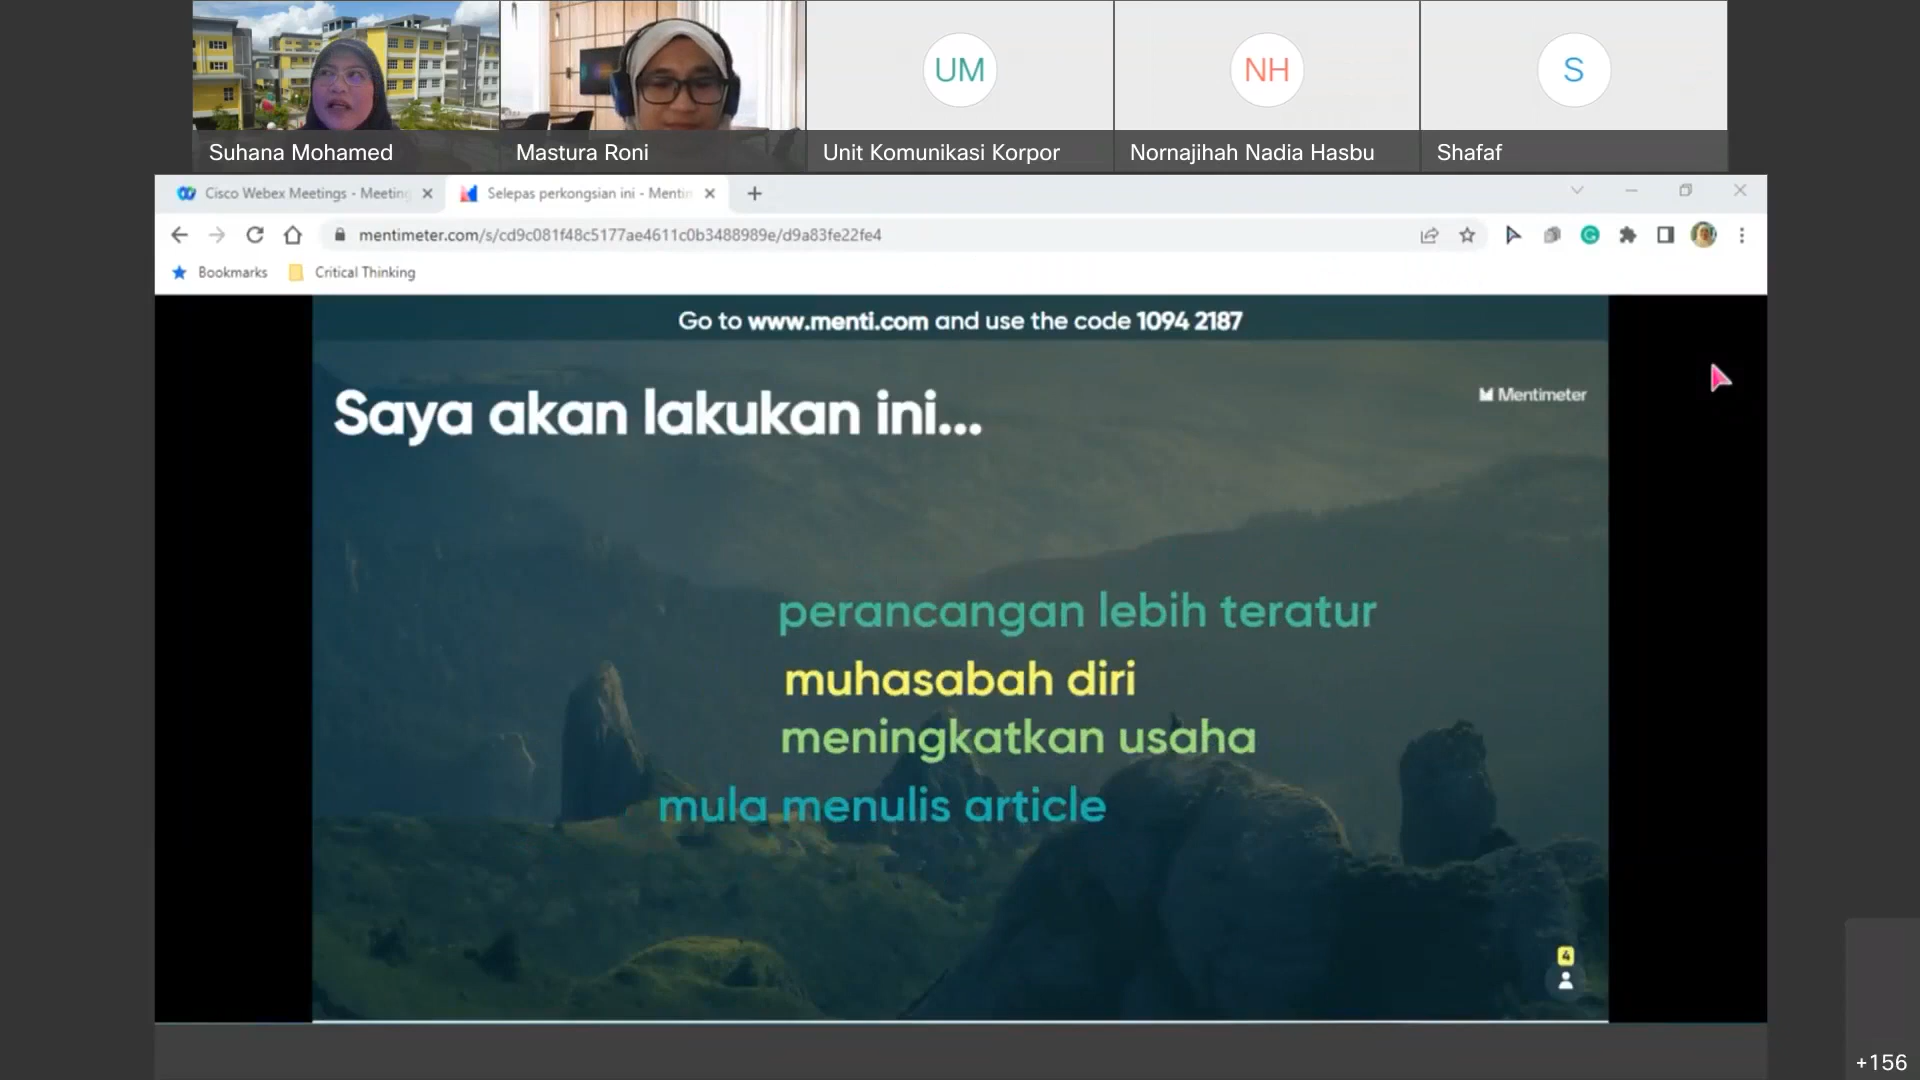 UM
NH
S
Suhana Mohamed
Mastura Roni
Unit Komunikasi Korpor
Nornajihah Nadia Hasbu
Shafaf
Cisco Webex Meetings - Meeting
Selepas perkongsian ini - Mentim
mentimeter.com/s/cd9c081f48c5177ae4611c0b3488989e/d9a83fe22fe4
Bookmarks
Critical Thinking
Go to www.menti.com and use the code 1094 2187
Saya akan lakukan ini...
Mentimeter
perancangan lebih teratur
muhasabah diri
meningkatkan usaha
mula menulis article
4
+156